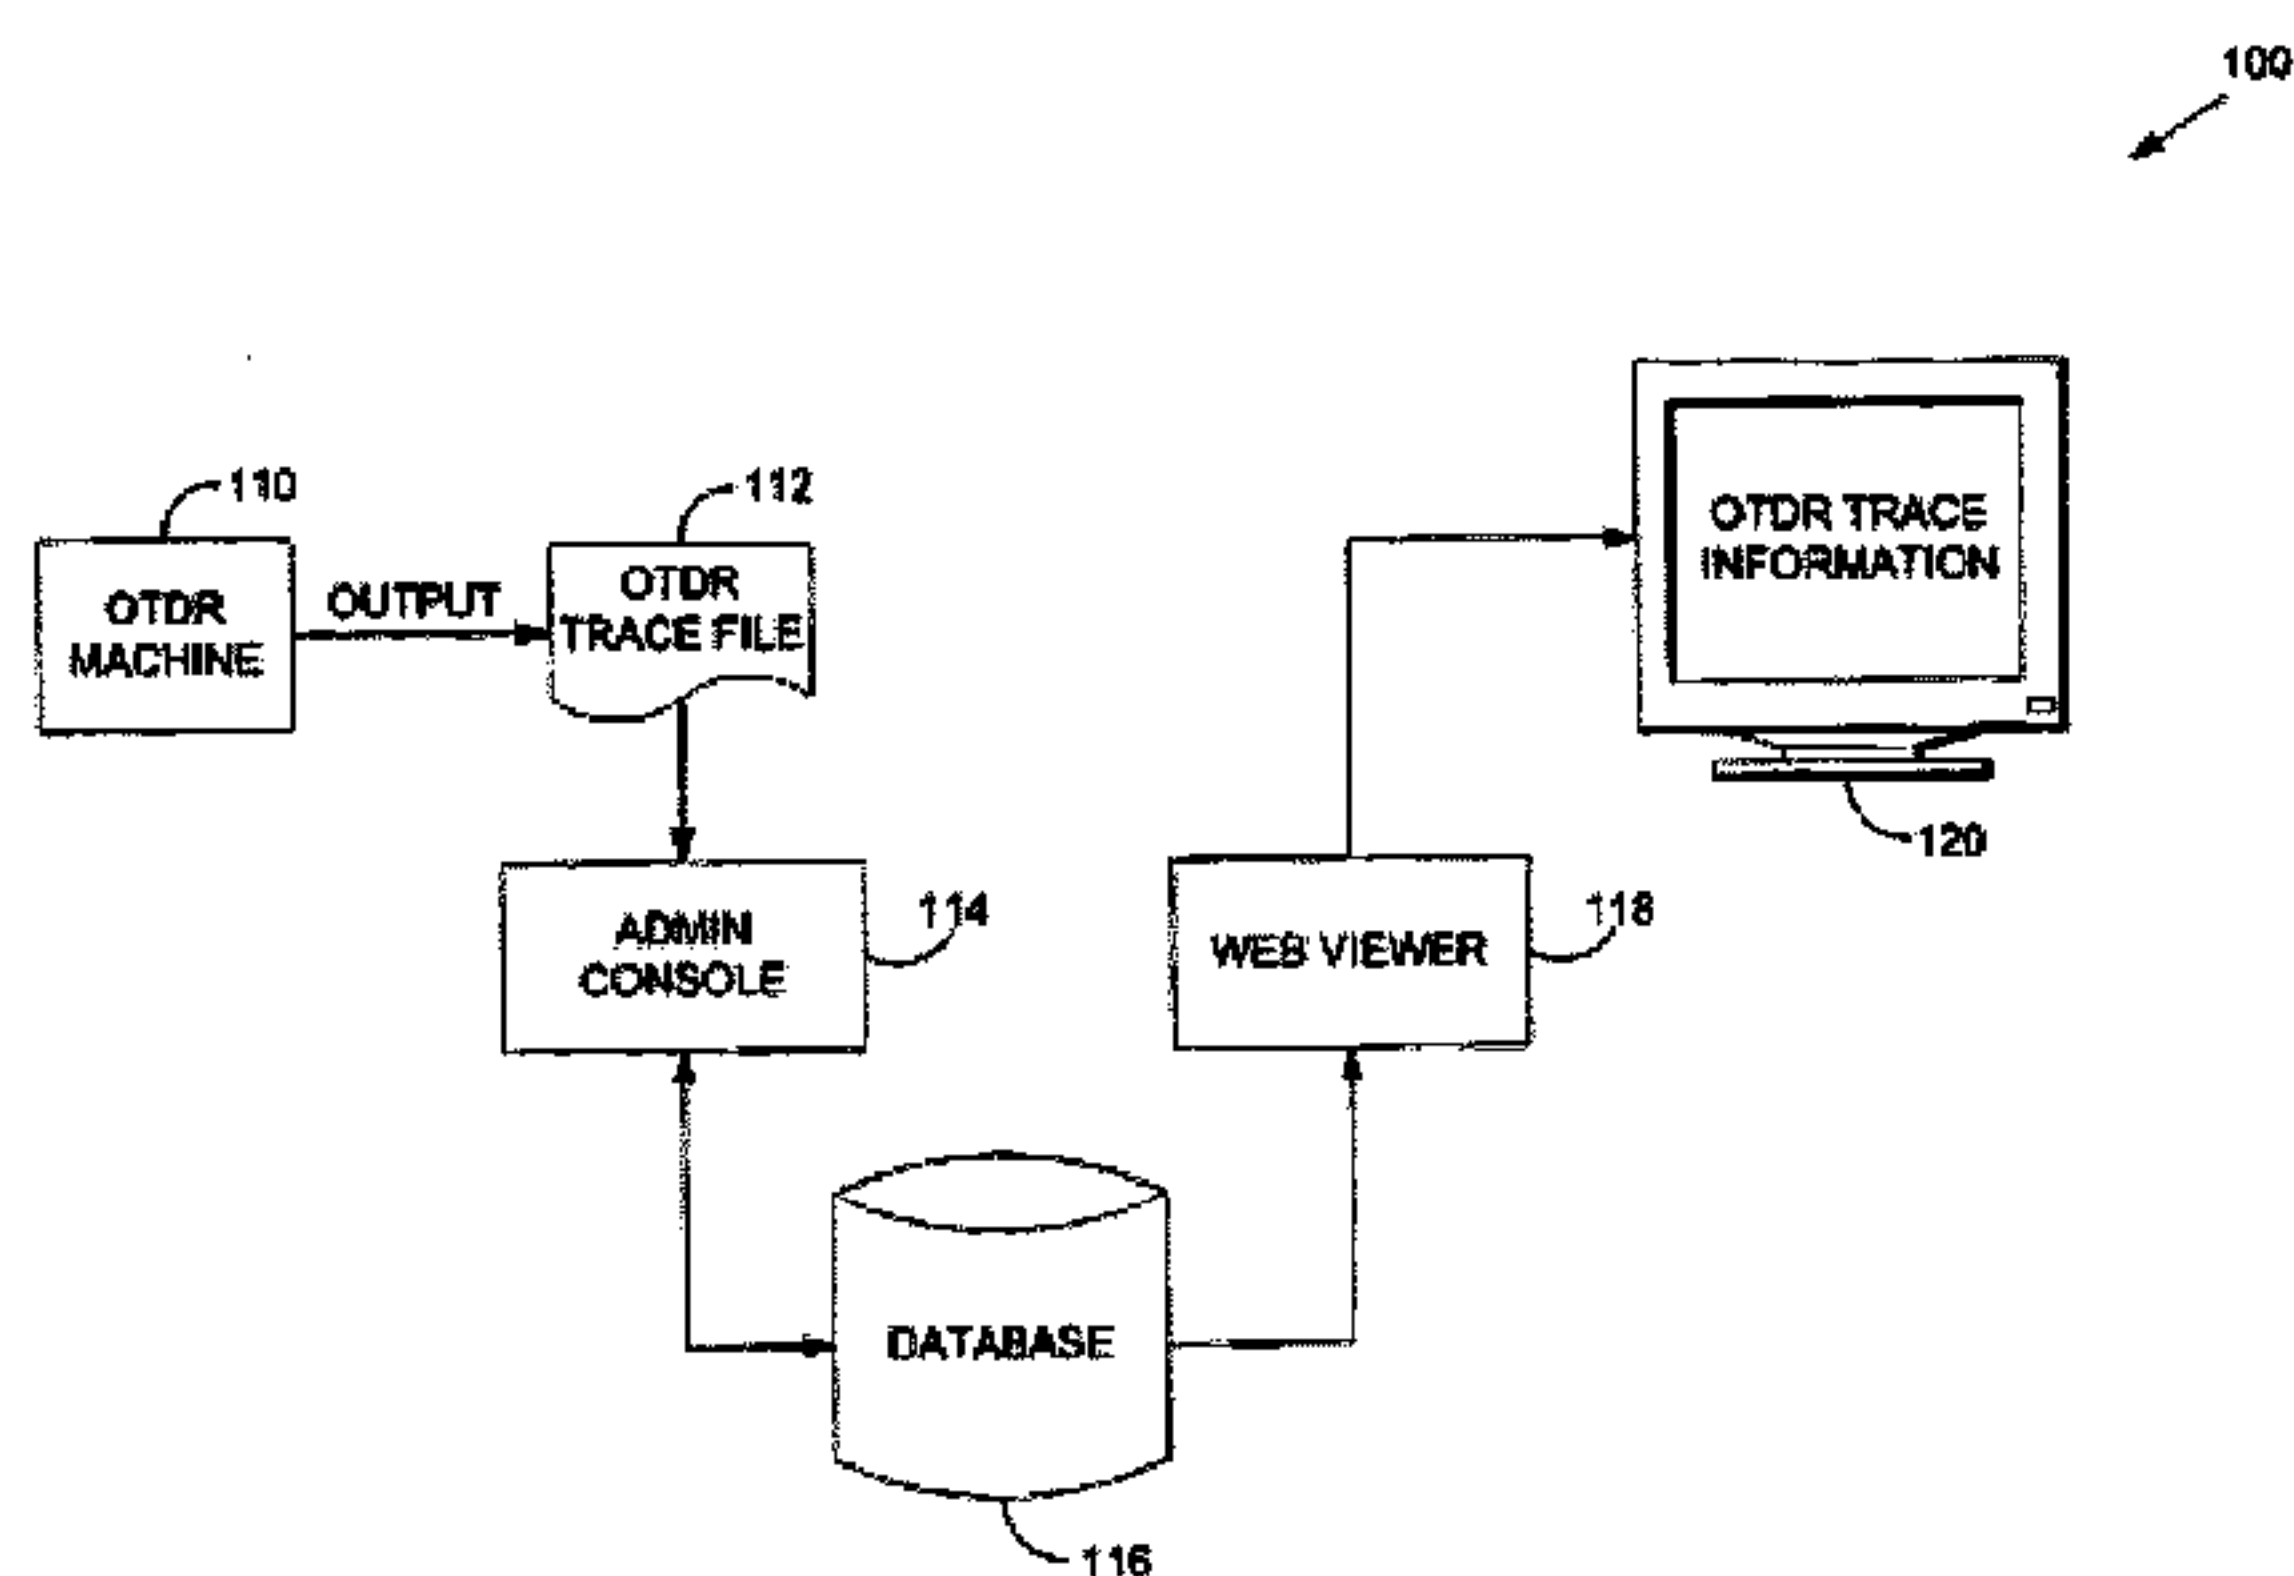 100
110
112
OTDR
MACHINE
OUTPUT
OTDR
TRACE FILE
OTDR TRACE
INFORMATION
120
ADMIN
CONSOLE
114
WEB VIEWER
118
DATABASE
116